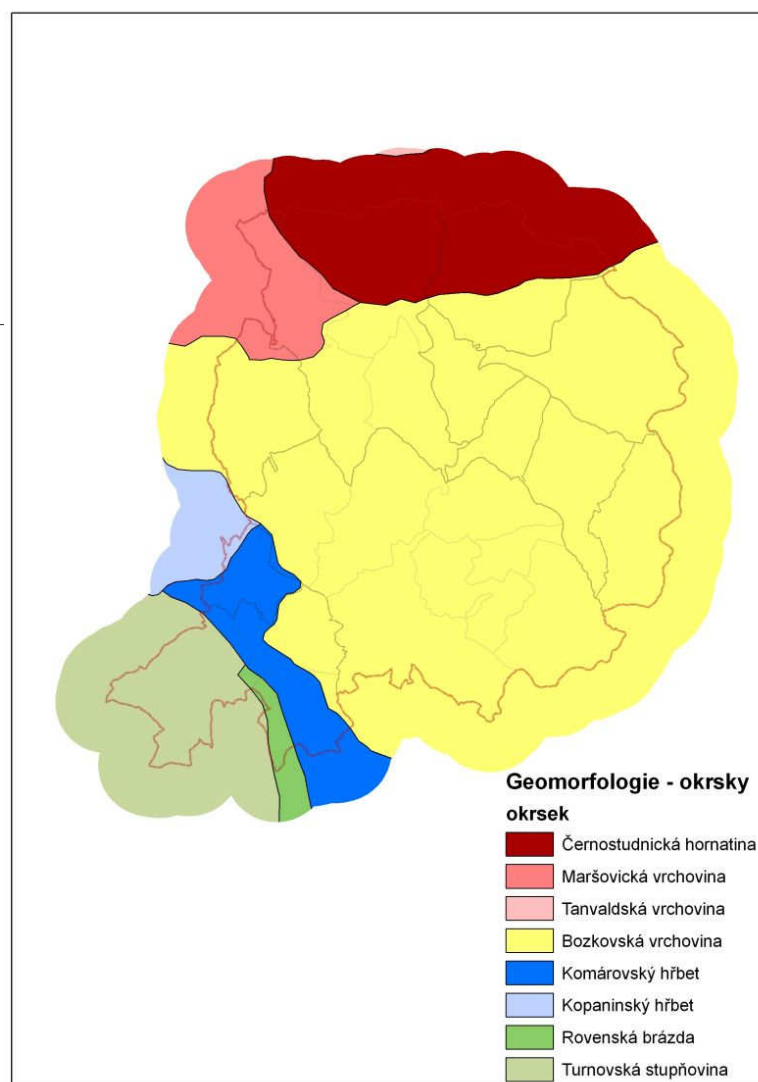 Geomorfologie - okrsky
okrsek
Černostudnická hornatina
Maršovická vrchovina
Tanvaldská vrchovina
Bozkovská vrchovina
Komárovský hřbet
Kopaninský hřbet
Rovenská brázda
Turnovská stupňovina